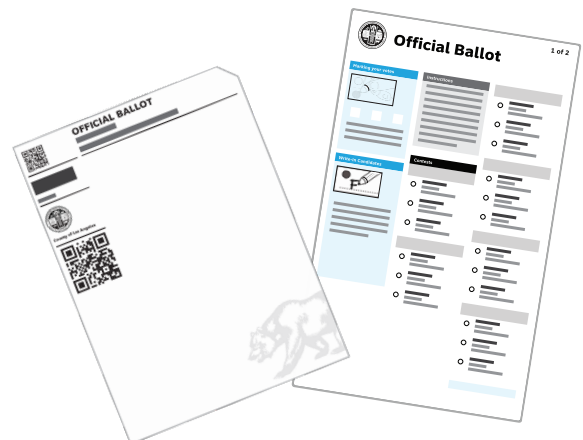 OFFICIAL BALLOT
County of Los Angeles
Official Ballot
1 of 2
Marking your votes
Instructions
Write-in Candidates
F
Contests